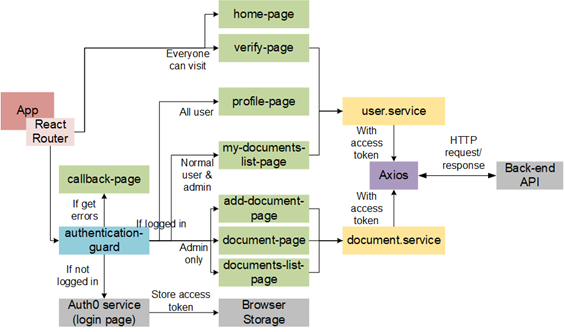 home-page
verify-page
Everyone
can visit
App
React
Router
profile-page
All user
user.service
With
access
token
HTTP
request/
response
my-documents-
list-page
Normal
user &
admin
callback-page
Axios
Back-end
API
If get
errors
With
access
token
add-document-
page
If logged in
authentication-
guard
Admin
only
document-page
document.service
documents-list-
page
If not
logged in
Auth0 service
(login page)
Store access
token
Browser
Storage